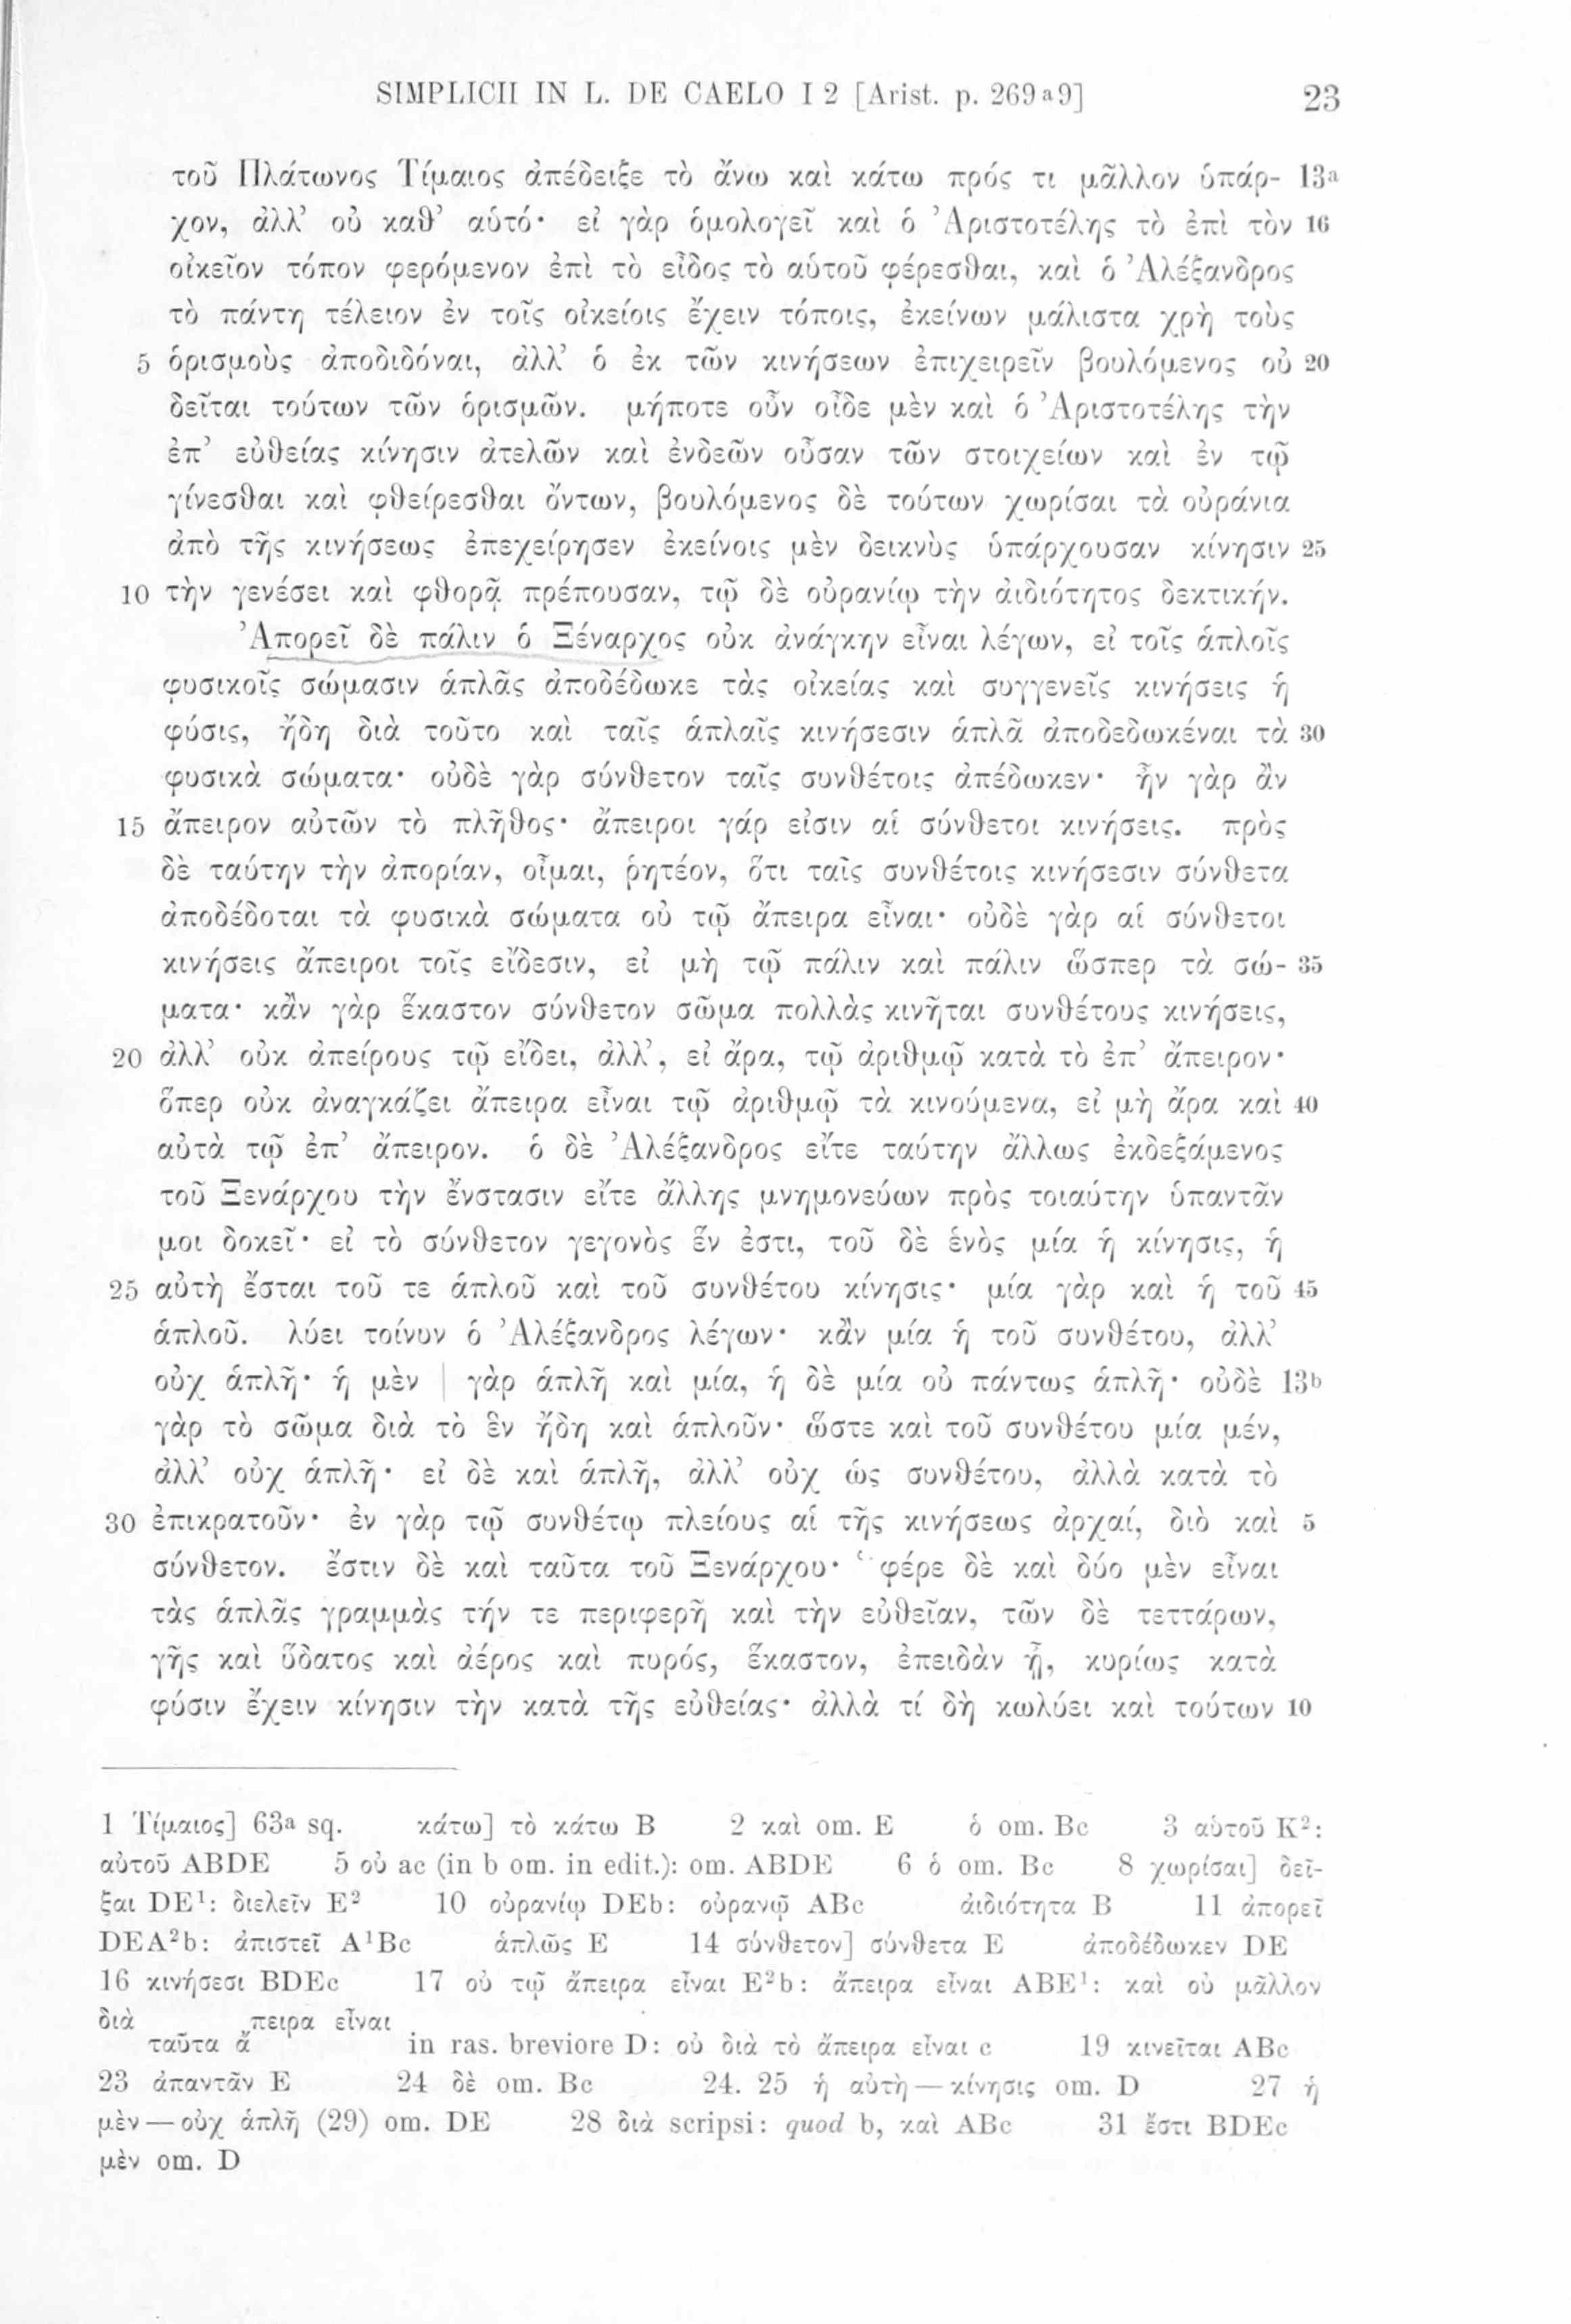 SIMPLICII IN L. DE CAELO I 2 [Arist. p. 269ᵃ9] 23
τοῦ Πλάτωνος Τίμαιος ἀπέδειξε τὸ ἄνω καὶ κάτω πρός τι μᾶλλον ὑπάρ- 13ᵃ
χον, ἀλλ’ οὐ καθ’ αὑτό· εἰ γὰρ ὁμολογεῖ καὶ ὁ Ἀριστοτέλης τὸ ἐπὶ τὸν 16
οἰκεῖον τόπον φερόμενον ἐπὶ τὸ εἶδος τὸ αὑτοῦ φέρεσθαι, καὶ ὁ Ἀλέξανδρος
τὸ πάντη τέλειον ἐν τοῖς οἰκείοις ἔχειν τόποις, ἐκείνων μάλιστα χρὴ τοὺς
5 ὁρισμοὺς ἀποδιδόναι, ἀλλ’ ὁ ἐκ τῶν κινήσεων ἐπιχειρεῖν βουλόμενος οὐ 20
δεῖται τούτων τῶν ὁρισμῶν. μήποτε οὖν οἶδε μὲν καὶ ὁ Ἀριστοτέλης τὴν
ἐπ’ εὐθείας κίνησιν ἀτελῶν καὶ ἐνδεῶν οὖσαν τῶν στοιχείων καὶ ἐν τῷ
γίνεσθαι καὶ φθείρεσθαι ὄντων, βουλόμενος δὲ τούτων χωρίσαι τὰ οὐράνια
ἀπὸ τῆς κινήσεως ἐπεχείρησεν ἐκείνοις μὲν δεικνὺς ὑπάρχουσαν κίνησιν 25
10 τὴν γενέσει καὶ φθορᾷ πρέπουσαν, τῷ δὲ οὐρανίῳ τὴν ἀιδιότητος δεκτικήν.
Ἀπορεῖ δὲ πάλιν ὁ Ξέναρχος οὐκ ἀνάγκην εἶναι λέγων, εἰ τοῖς ἁπλοῖς
φυσικοῖς σώμασιν ἁπλᾶς ἀποδέδωκε τὰς οἰκείας καὶ συγγενεῖς κινήσεις ἡ
φύσις, ἤδη διὰ τοῦτο καὶ ταῖς ἁπλαῖς κινήσεσιν ἁπλᾶ ἀποδεδωκέναι τὰ 30
φυσικὰ σώματα· οὐδὲ γὰρ σύνθετον ταῖς συνθέτοις ἀπέδωκεν· ἦν γὰρ ἂν
15 ἄπειρον αὐτῶν τὸ πλῆθος· ἄπειροι γάρ εἰσιν αἱ σύνθετοι κινήσεις. πρὸς
δὲ ταύτην τὴν ἀπορίαν, οἶμαι, ῥητέον, ὅτι ταῖς συνθέτοις κινήσεσιν σύνθετα
ἀποδέδοται τὰ φυσικὰ σώματα οὐ τῷ ἄπειρα εἶναι· οὐδὲ γὰρ αἱ σύνθετοι
κινήσεις ἄπειροι τοῖς εἴδεσιν, εἰ μὴ τῷ πάλιν καὶ πάλιν ὥσπερ τὰ σώ- 35
ματα· κἂν γὰρ ἕκαστον σύνθετον σῶμα πολλὰς κινῆται συνθέτους κινήσεις,
20 ἀλλ’ οὐκ ἀπείρους τῷ εἴδει, ἀλλ’, εἰ ἄρα, τῷ ἀριθμῷ κατὰ τὸ ἐπ’ ἄπειρον·
ὅπερ οὐκ ἀναγκάζει ἄπειρα εἶναι τῷ ἀριθμῷ τὰ κινούμενα, εἰ μὴ ἄρα καὶ 40
αὐτὰ τῷ ἐπ’ ἄπειρον. ὁ δὲ Ἀλέξανδρος εἴτε ταύτην ἄλλως ἐκδεξάμενος
τοῦ Ξενάρχου τὴν ἔνστασιν εἴτε ἄλλης μνημονεύων πρὸς τοιαύτην ὑπαντᾶν
μοι δοκεῖ· εἰ τὸ σύνθετον γεγονὸς ἕν ἐστι, τοῦ δὲ ἑνὸς μία ἡ κίνησις, ἡ
25 αὐτὴ ἔσται τοῦ τε ἁπλοῦ καὶ τοῦ συνθέτου κίνησις· μία γὰρ καὶ ἡ τοῦ 45
ἁπλοῦ. λύει τοίνυν ὁ Ἀλέξανδρος λέγων· κἂν μία ἡ τοῦ συνθέτου, ἀλλ’
οὐχ ἁπλῆ· ἡ μὲν | γὰρ ἁπλῆ καὶ μία, ἡ δὲ μία οὐ πάντως ἁπλῆ· οὐδὲ 13ᵇ
γὰρ τὸ σῶμα διὰ τὸ ἓν ἤδη καὶ ἁπλοῦν· ὥστε καὶ τοῦ συνθέτου μία μέν,
ἀλλ’ οὐχ ἁπλῆ· εἰ δὲ καὶ ἁπλῆ, ἀλλ’ οὐχ ὡς συνθέτου, ἀλλὰ κατὰ τὸ
30 ἐπικρατοῦν· ἐν γὰρ τῷ συνθέτῳ πλείους αἱ τῆς κινήσεως ἀρχαί, διὸ καὶ 5
σύνθετον. ἔστιν δὲ καὶ ταῦτα τοῦ Ξενάρχου· ‘φέρε δὲ καὶ δύο μὲν εἶναι
τὰς ἁπλᾶς γραμμὰς τήν τε περιφερῆ καὶ τὴν εὐθεῖαν, τῶν δὲ τεττάρων,
γῆς καὶ ὕδατος καὶ ἀέρος καὶ πυρός, ἕκαστον, ἐπειδὰν ᾖ, κυρίως κατὰ
φύσιν ἔχειν κίνησιν τὴν κατὰ τῆς εὐθείας· ἀλλὰ τί δὴ κωλύει καὶ τούτων 10
1 Τίμαιος] 63ᵃ sq. κάτω] τὸ κάτω B 2 καὶ om. E ὁ om. Bc 3 αὑτοῦ K²:
αὐτοῦ ABDE 5 οὐ ac (in b om. in edit.): om. ABDE 6 ὁ om. Bc 8 χωρίσαι] δεῖ-
ξαι DE¹: διελεῖν E² 10 οὐρανίῳ DEb: οὐρανῷ ABc ἀιδιότητα B 11 ἀπορεῖ
DEA²b: ἀπιστεῖ A¹Bc ἁπλῶς E 14 σύνθετον] σύνθετα E ἀποδέδωκεν DE
16 κινήσεσι BDEc 17 οὐ τῷ ἄπειρα εἶναι E²b: ἄπειρα εἶναι ABE¹: καὶ οὐ μᾶλλον
διὰ ταῦτα ἄπειρα εἶναι in ras. breviore D: οὐ διὰ τὸ ἄπειρα εἶναι c 19 κινεῖται ABc
23 ἀπαντᾶν E 24 δὲ om. Bc 24. 25 ἡ αὐτὴ — κίνησις om. D 27 ἡ
μὲν — οὐχ ἁπλῆ (29) om. DE 28 διὰ scripsi: quod b, καὶ ABc 31 ἔστι BDEc
μὲν om. D